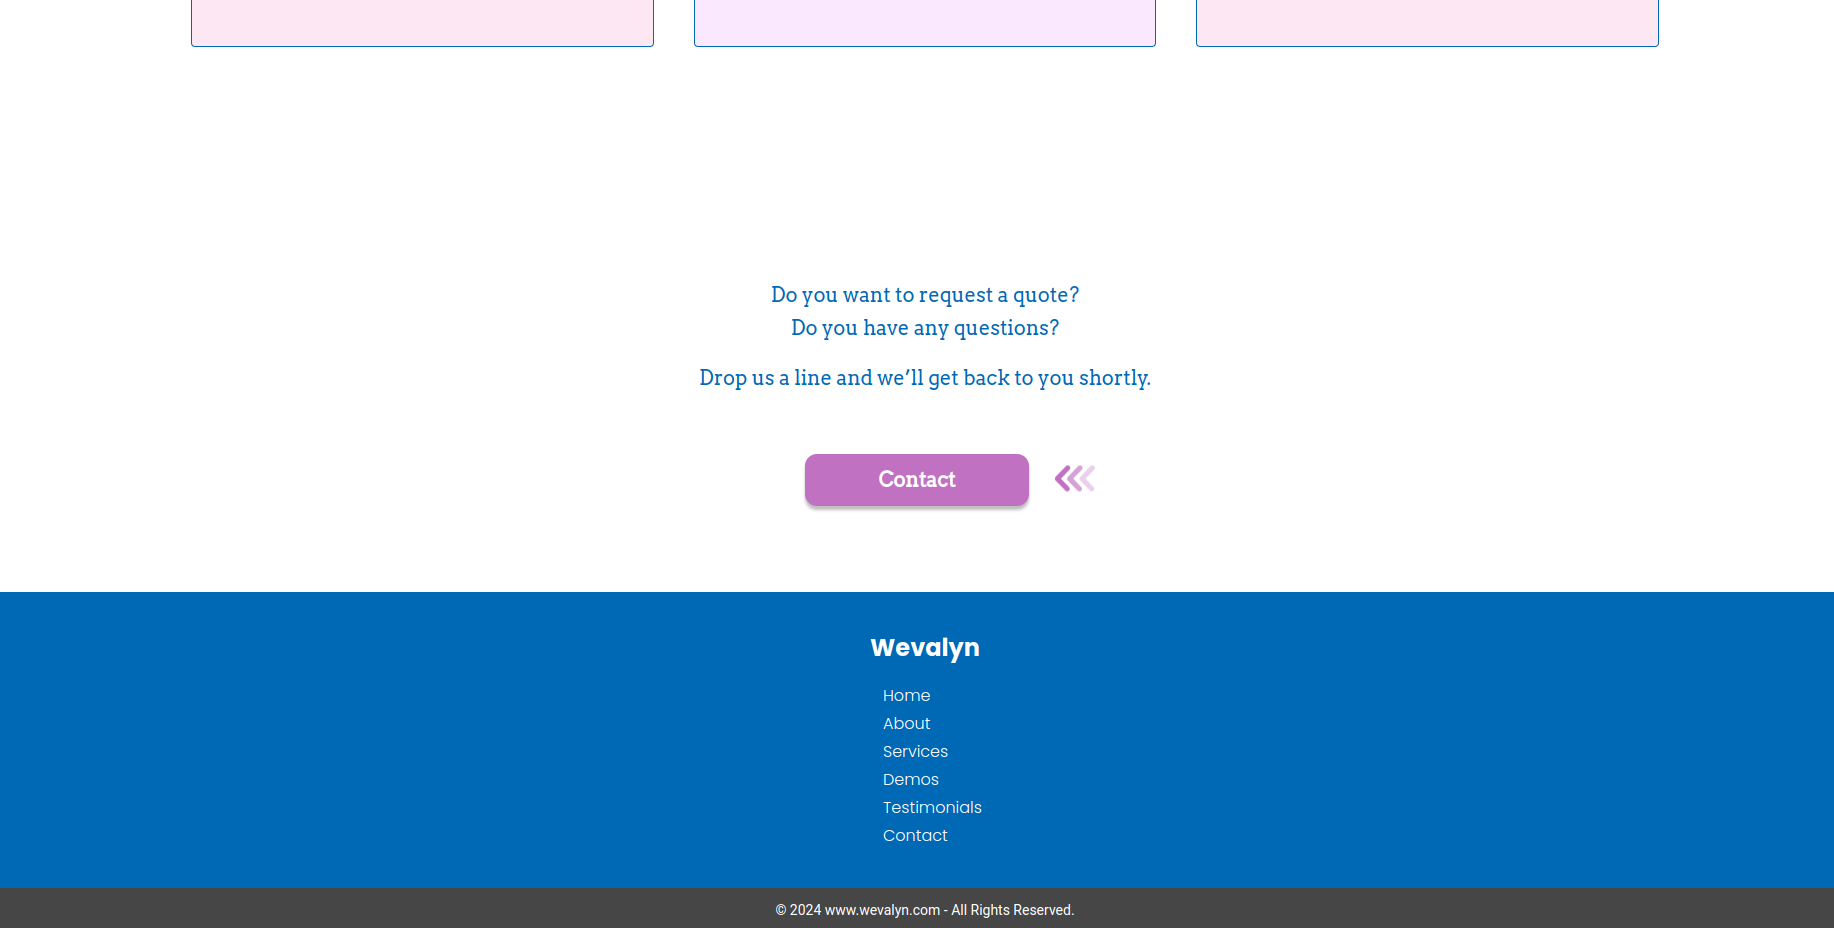 Do you want to request a quote?
Do you have any questions?
Drop us a line and we’ll get back to you shortly.
Contact
Wevalyn
Home
About
Services
Demos
Testimonials
Contact
© 2024 www.wevalyn.com - All Rights Reserved.